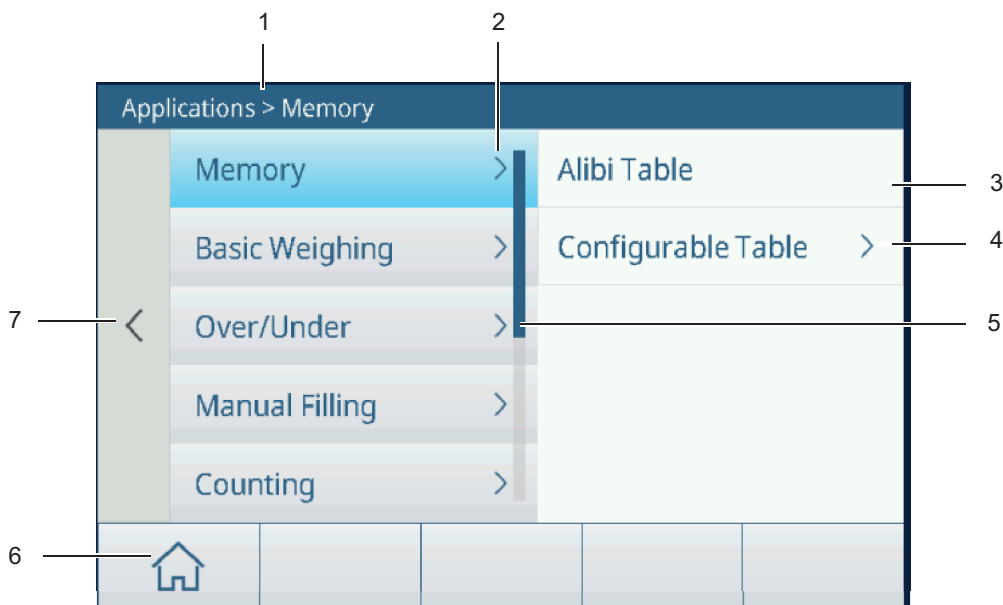 1 2
Applications > Memory
Memory > Alibi Table 3
Basic Weighing > Configurable Table > 4
7 < Over/Under > 5
Manual Filling >
Counting >
6